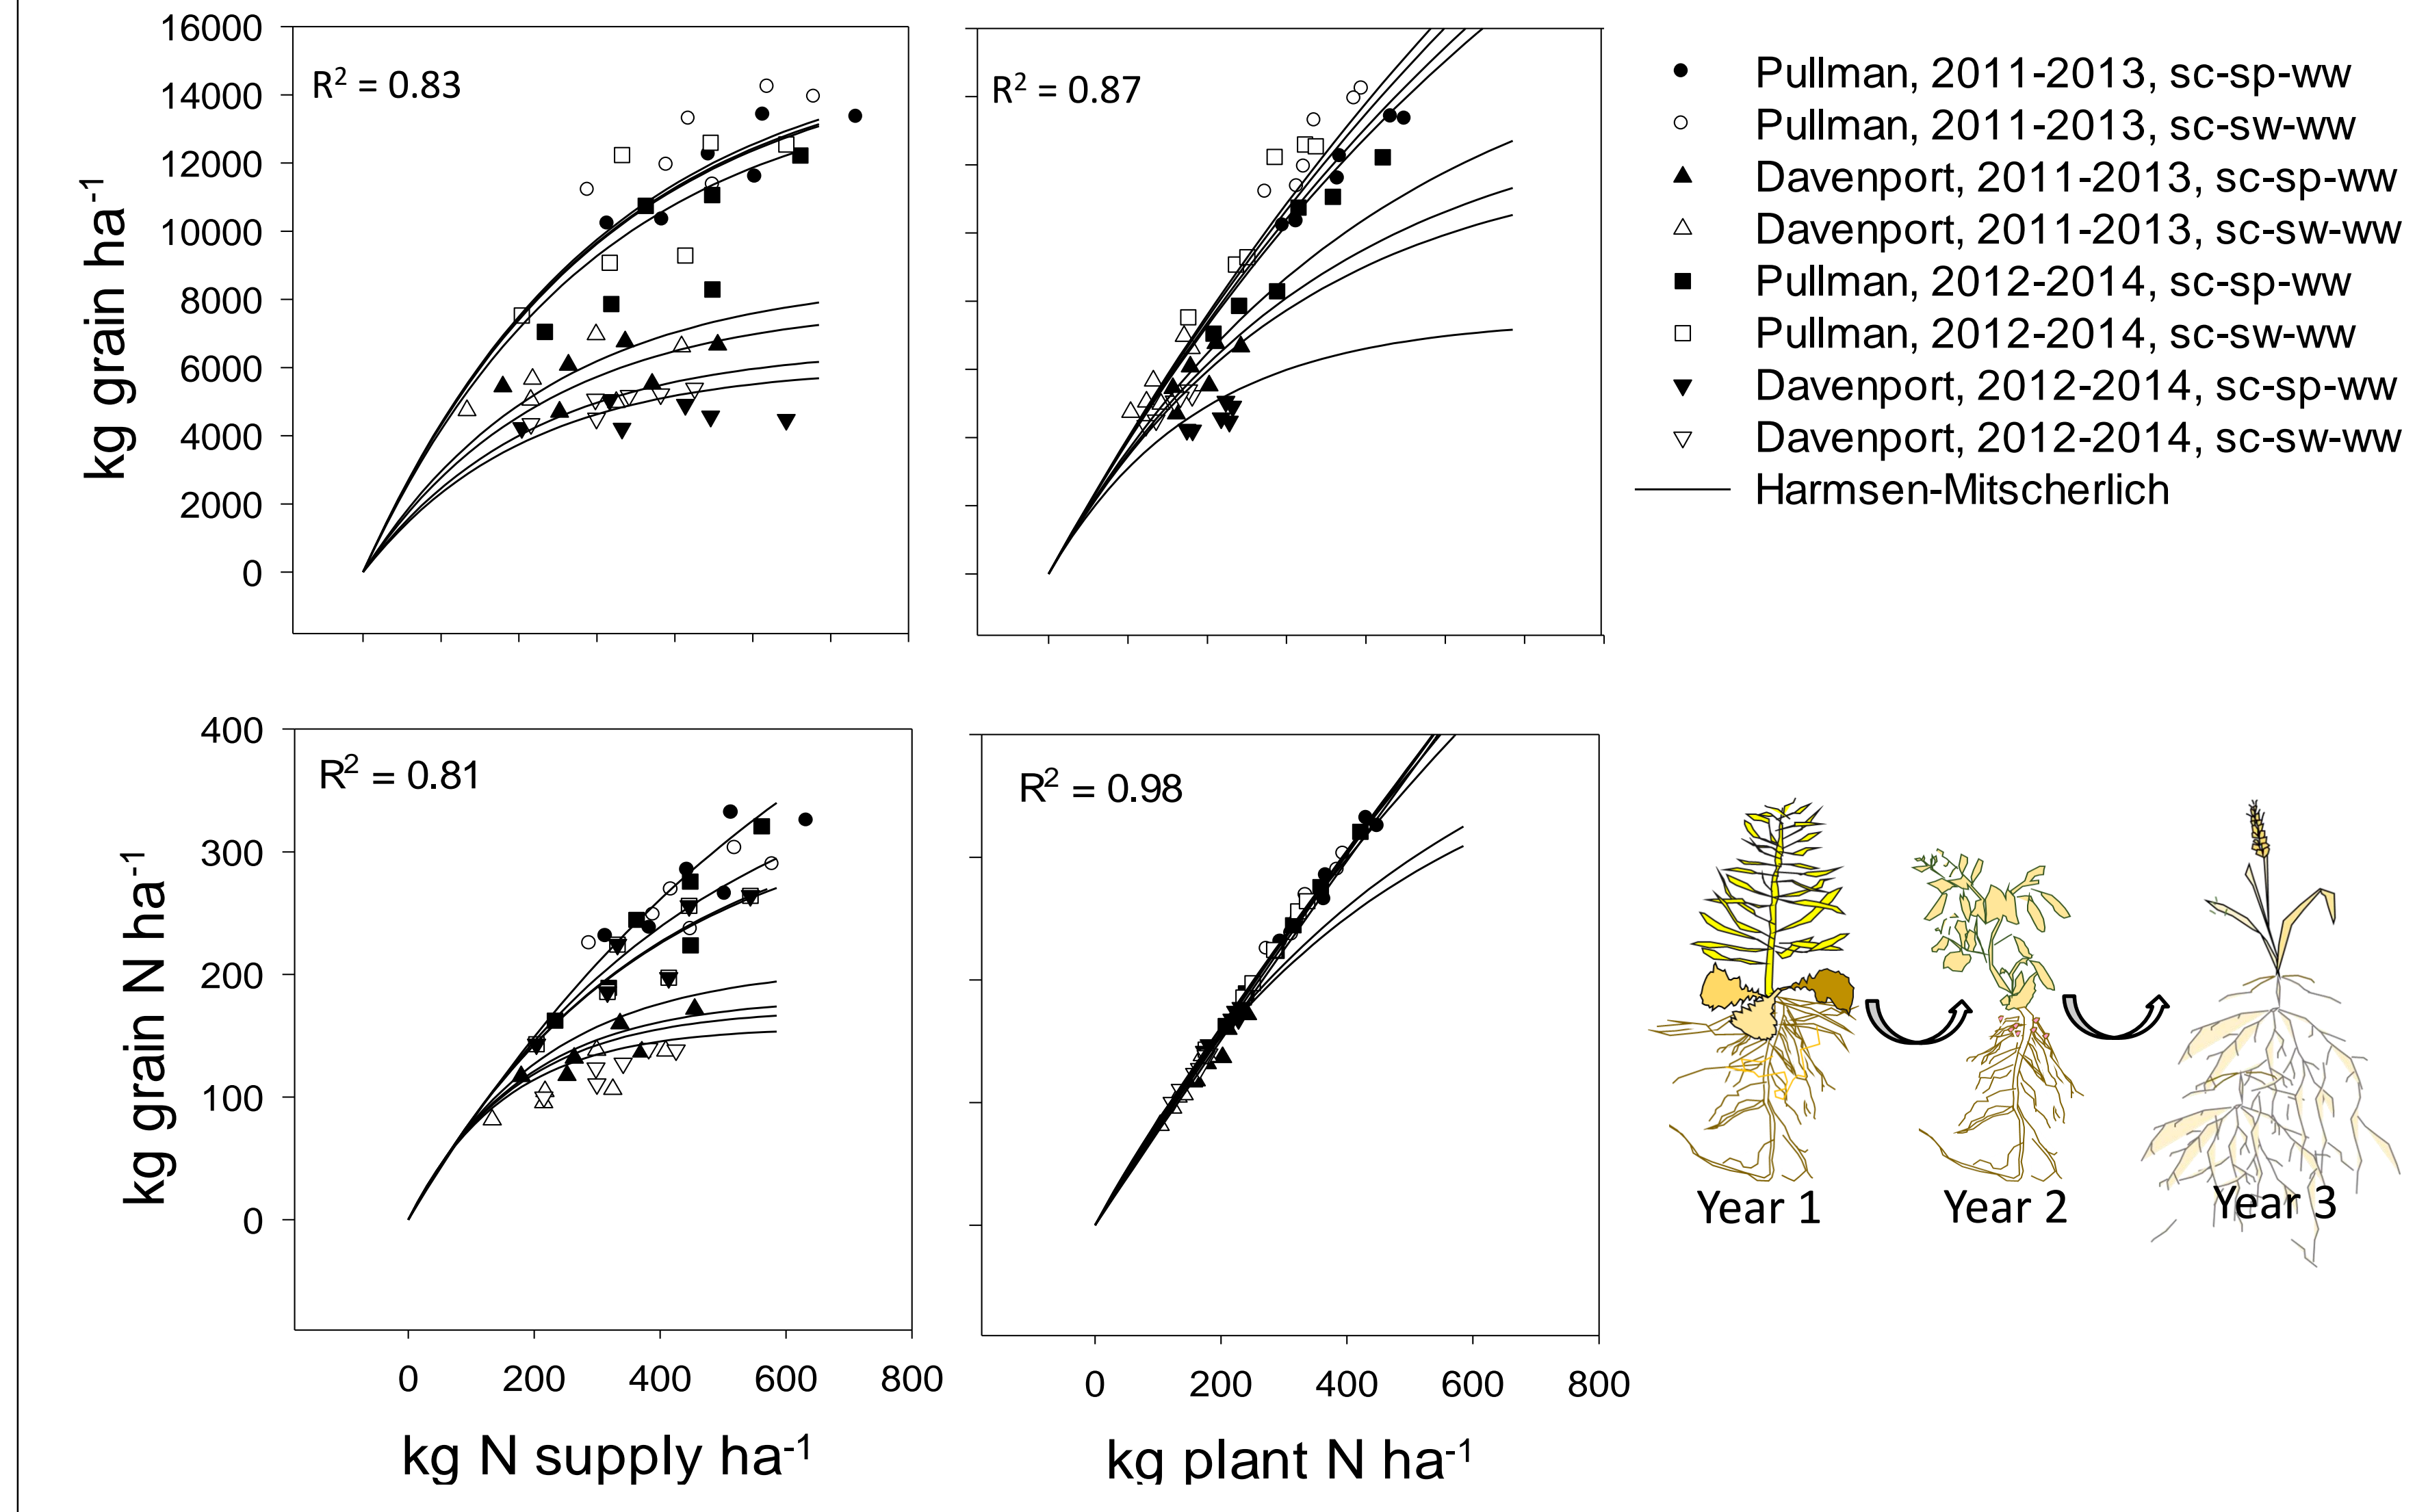 16000
14000
12000
10000
8000
6000
4000
2000
0
kg grain ha-1
R2 = 0.83
R2 = 0.87
Pullman, 2011-2013, sc-sp-ww
Pullman, 2011-2013, sc-sw-ww
Davenport, 2011-2013, sc-sp-ww
Davenport, 2011-2013, sc-sw-ww
Pullman, 2012-2014, sc-sp-ww
Pullman, 2012-2014, sc-sw-ww
Davenport, 2012-2014, sc-sp-ww
Davenport, 2012-2014, sc-sw-ww
Harmsen-Mitscherlich
400
300
200
100
0
kg grain N ha-1
R2 = 0.81
R2 = 0.98
0 200 400 600 800
kg N supply ha-1
0 200 400 600 800
kg plant N ha-1
Year 1
Year 2
Year 3